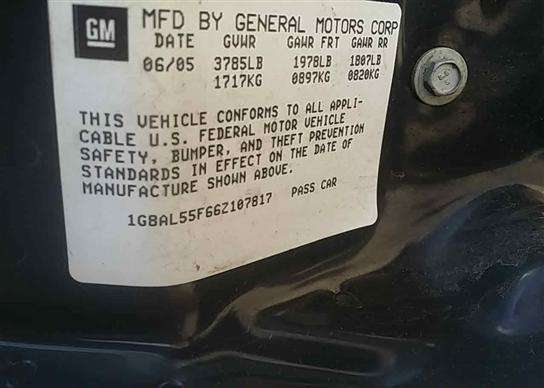 GM
MFD BY GENERAL MOTORS CORP
DATE GVWR GAWR FRT GAWR RR
06/05 3785LB 1978LB 1807LB
1717KG 0897KG 0820KG
THIS VEHICLE CONFORMS TO ALL APPLI-
CABLE U.S. FEDERAL MOTOR VEHICLE
SAFETY, BUMPER, AND THEFT PREVENTION
STANDARDS IN EFFECT ON THE DATE OF
MANUFACTURE SHOWN ABOVE.
1G8AL55F66Z107817 PASS CAR